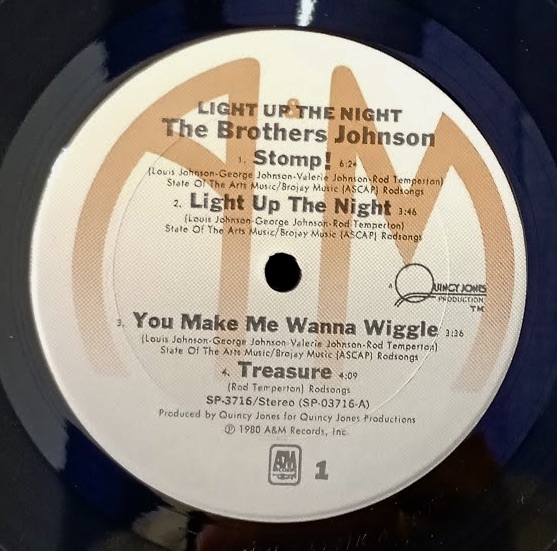 A&M
LIGHT UP THE NIGHT
The Brothers Johnson
1. Stomp! 6:24
(Louis Johnson-George Johnson-Valerie Johnson-Rod Temperton)
State Of The Arts Music/Brojay Music (ASCAP) Rodsongs
2. Light Up The Night 3:46
(Louis Johnson-George Johnson-Rod Temperton)
State Of The Arts Music/Brojay Music (ASCAP) Rodsongs
A QUINCY JONES
PRODUCTION
TM
3. You Make Me Wanna Wiggle 3:36
(Louis Johnson-George Johnson-Valerie Johnson-Rod Temperton)
State Of The Arts Music/Brojay Music (ASCAP) Rodsongs
4. Treasure 4:09
(Rod Temperton) Rodsongs
SP-3716/Stereo (SP-03716-A)
Produced by Quincy Jones for Quincy Jones Productions
℗ 1980 A&M Records, Inc.
A&M 1